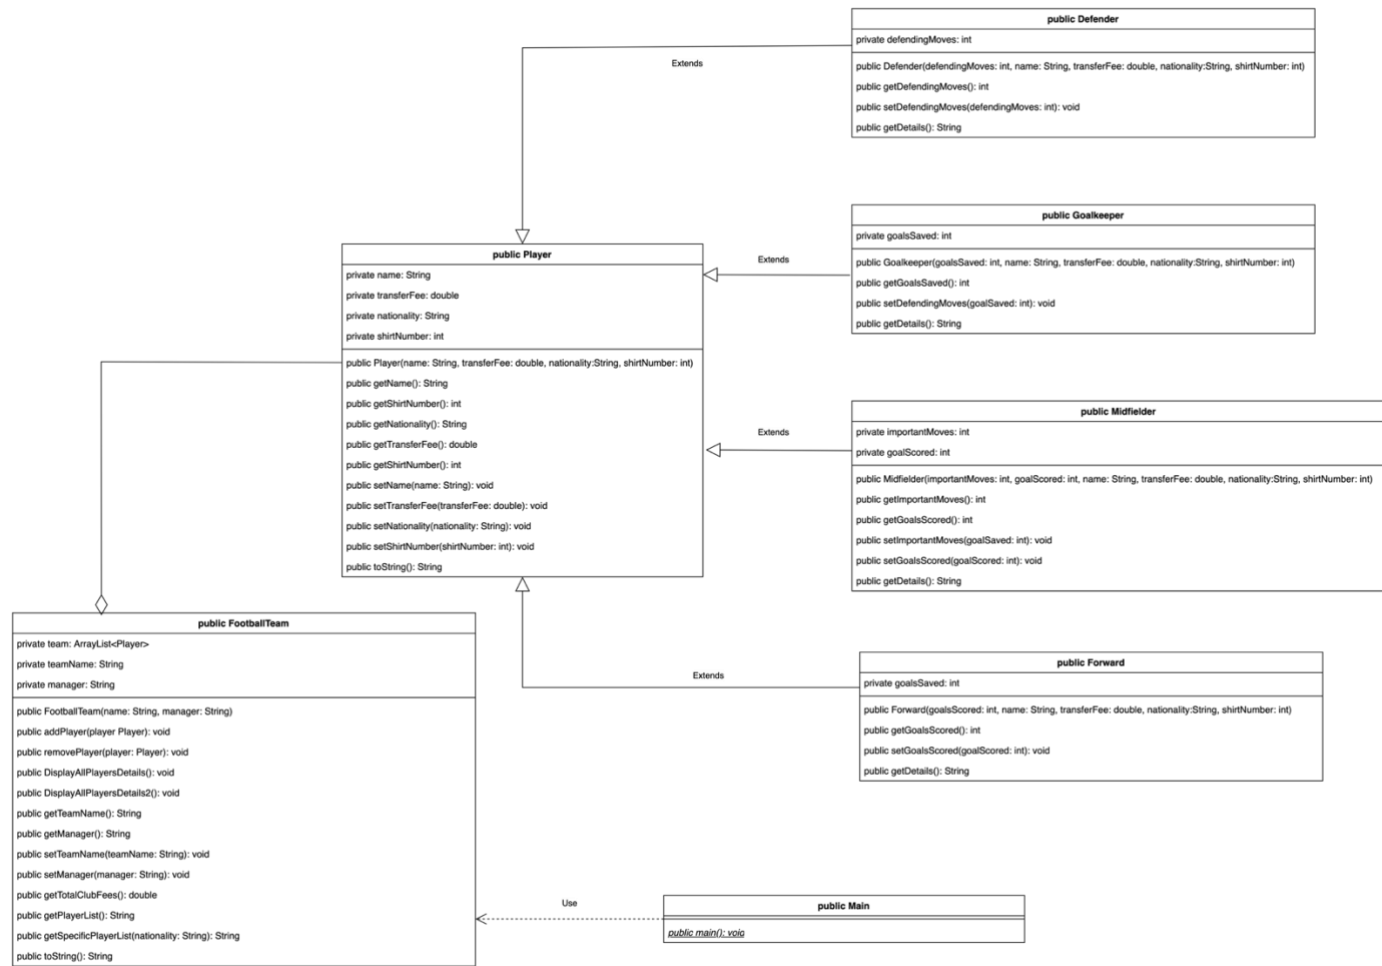 public Defender
private defendingMoves: int
public Defender(defendingMoves: int, name: String, transferFee: double, nationality:String, shirtNumber: int)
public getDefendingMoves(): int
public setDefendingMoves(defendingMoves: int): void
public getDetails(): String
Extends
public Goalkeeper
private goalsSaved: int
public Goalkeeper(goalsSaved: int, name: String, transferFee: double, nationality:String, shirtNumber: int)
public getGoalsSaved(): int
public setDefendingMoves(goalSaved: int): void
public getDetails(): String
Extends
public Player
private name: String
private transferFee: double
private nationality: String
private shirtNumber: int
public Player(name: String, transferFee: double, nationality:String, shirtNumber: int)
public getName(): String
public getShirtNumber(): int
public getNationality(): String
public getTransferFee(): double
public getShirtNumber(): int
public setName(name: String): void
public setTransferFee(transferFee: double): void
public setNationality(nationality: String): void
public setShirtNumber(shirtNumber: int): void
public toString(): String
Extends
public Midfielder
private importantMoves: int
private goalScored: int
public Midfielder(importantMoves: int, goalScored: int, name: String, transferFee: double, nationality:String, shirtNumber: int)
public getImportantMoves(): int
public getGoalsScored(): int
public setImportantMoves(goalSaved: int): void
public setGoalsScored(goalScored: int): void
public getDetails(): String
Extends
public Forward
private goalsSaved: int
public Forward(goalsScored: int, name: String, transferFee: double, nationality:String, shirtNumber: int)
public getGoalsScored(): int
public setGoalsScored(goalScored: int): void
public getDetails(): String
public FootballTeam
private team: ArrayList<Player>
private teamName: String
private manager: String
public FootballTeam(name: String, manager: String)
public addPlayer(player Player): void
public removePlayer(player: Player): void
public DisplayAllPlayersDetails(): void
public DisplayAllPlayersDetails2(): void
public getTeamName(): String
public getManager(): String
public setTeamName(teamName: String): void
public setManager(manager: String): void
public getTotalClubFees(): double
public getPlayerList(): String
public getSpecificPlayerList(nationality: String): String
public toString(): String
Use
public Main
public main(): void